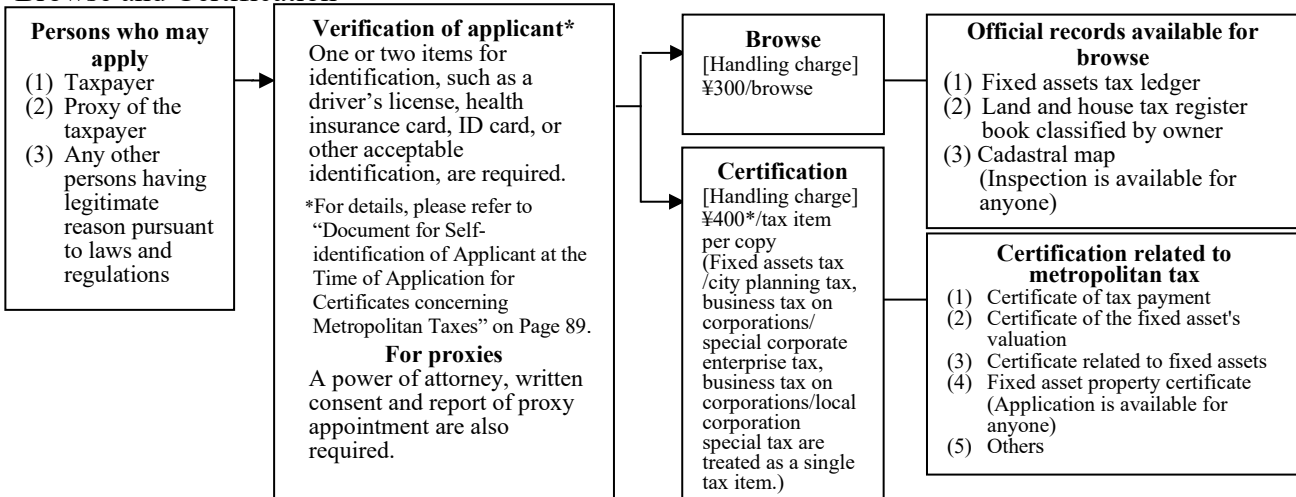 Browse and Certification
Persons who may
apply
(1) Taxpayer
(2) Proxy of the
taxpayer
(3) Any other
persons having
legitimate
reason pursuant
to laws and
regulations
Verification of applicant*
One or two items for
identification, such as a
driver’s license, health
insurance card, ID card, or
other acceptable
identification, are required.
*For details, please refer to
“Document for Self-
identification of Applicant at the
Time of Application for
Certificates concerning
Metropolitan Taxes” on Page 89.
For proxies
A power of attorney, written
consent and report of proxy
appointment are also
required.
Browse
[Handling charge]
¥300/browse
Certification
[Handling charge]
¥400*/tax item
per copy
(Fixed assets tax
/city planning tax,
business tax on
corporations/
special corporate
enterprise tax,
business tax on
corporations/local
corporation
special tax are
treated as a single
tax item.)
Official records available for
browse
(1) Fixed assets tax ledger
(2) Land and house tax register
book classified by owner
(3) Cadastral map
(Inspection is available for
anyone)
Certification related to
metropolitan tax
(1) Certificate of tax payment
(2) Certificate of the fixed asset's
valuation
(3) Certificate related to fixed assets
(4) Fixed asset property certificate
(Application is available for
anyone)
(5) Others